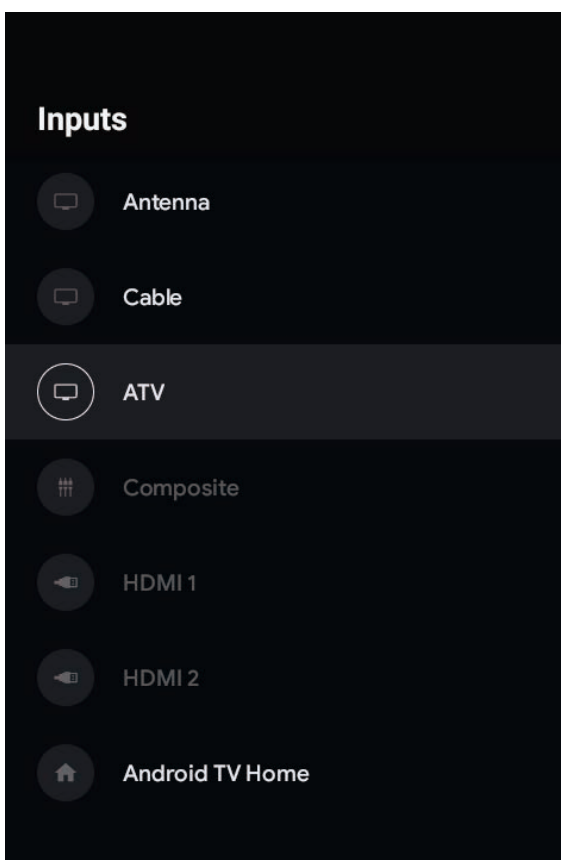 Inputs
Antenna
Cable
ATV
Composite
HDMI 1
HDMI 2
Android TV Home